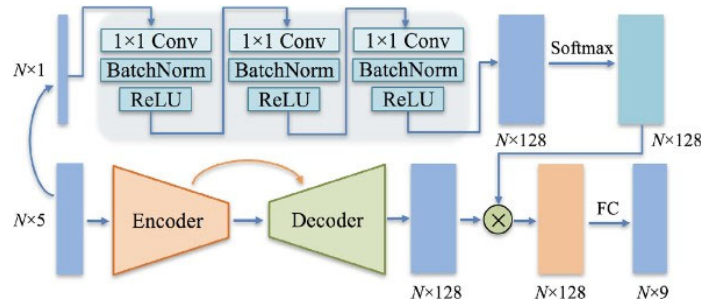 N×1
1×1 Conv
BatchNorm
ReLU
1×1 Conv
BatchNorm
ReLU
1×1 Conv
BatchNorm
ReLU
N×128
Softmax
N×128
N×5
Encoder
Decoder
N×128
×
N×128
FC
N×9